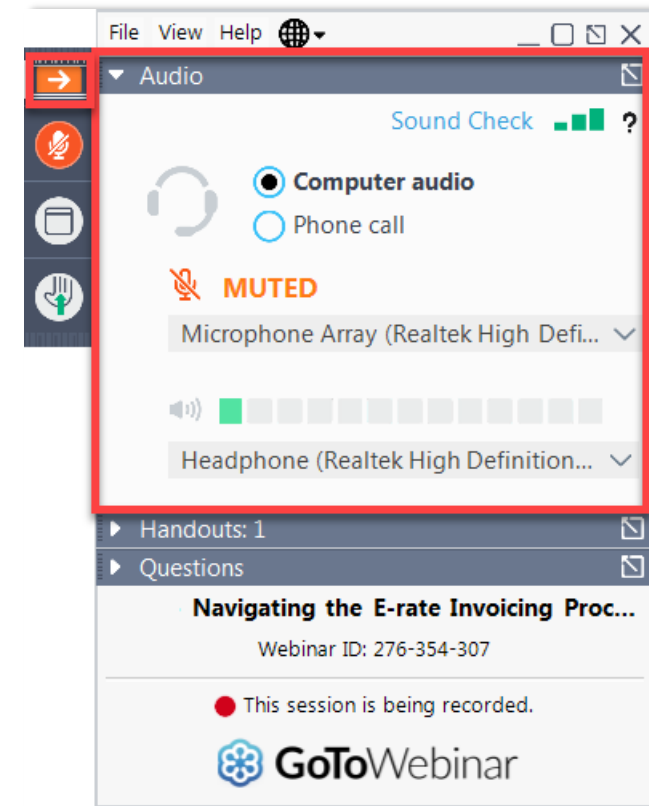 File View Help
Audio
Sound Check ?
Computer audio
Phone call
MUTED
Microphone Array (Realtek High Defi...
Headphone (Realtek High Definition...
Handouts: 1
Questions
Navigating the E-rate Invoicing Proc...
Webinar ID: 276-354-307
This session is being recorded.
GoToWebinar